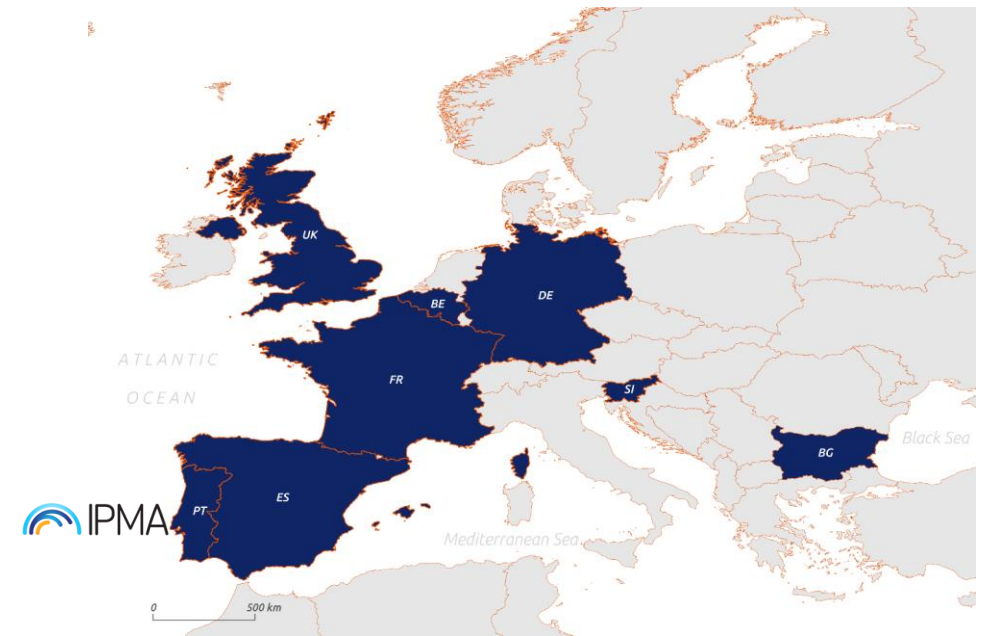 UK
BE
DE
ATLANTIC
OCEAN
FR
SI
Black Sea
BG
ES
PT
IPMA
Mediterranean Sea
0 500 km